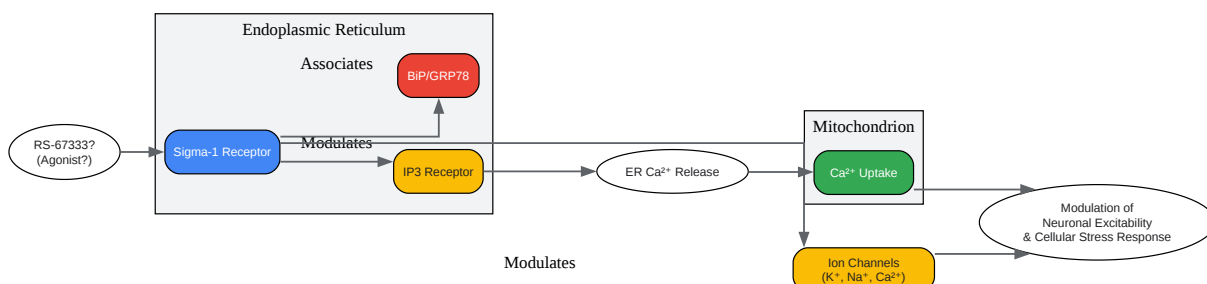 Endoplasmic Reticulum
Associates
BiP/GRP78
RS-67333?
(Agonist?)
Sigma-1 Receptor
Modulates
IP3 Receptor
ER Ca²⁺ Release
Mitochondrion
Ca²⁺ Uptake
Modulation of
Neuronal Excitability
& Cellular Stress Response
Modulates
Ion Channels
(K⁺, Na⁺, Ca²⁺)